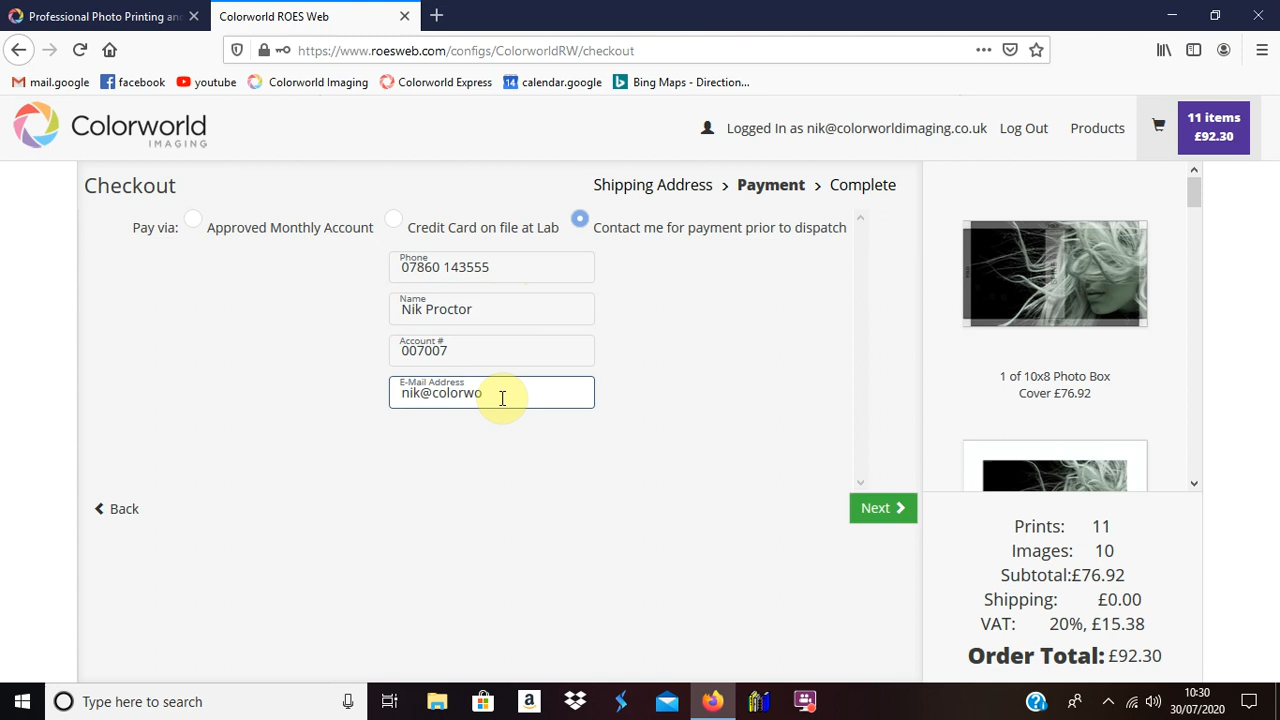 Professional Photo Printing and
Colorworld ROES Web
https://www.roesweb.com/configs/ColorworldRW/checkout
mail.google
facebook
youtube
Colorworld Imaging
Colorworld Express
14
calendar.google
Bing Maps - Direction...
Colorworld
IMAGING
Logged In as nik@colorworldimaging.co.uk
Log Out
Products
11 items
£92.30
Checkout
Shipping Address > Payment > Complete
Pay via:
Approved Monthly Account
Credit Card on file at Lab
Contact me for payment prior to dispatch
Phone
07860 143555
Name
Nik Proctor
Account #
007007
E-Mail Address
nik@colorwo
Back
Next
1 of 10x8 Photo Box
Cover £76.92
Prints: 11
Images: 10
Subtotal:£76.92
Shipping: £0.00
VAT: 20%, £15.38
Order Total: £92.30
Type here to search
10:30
30/07/2020